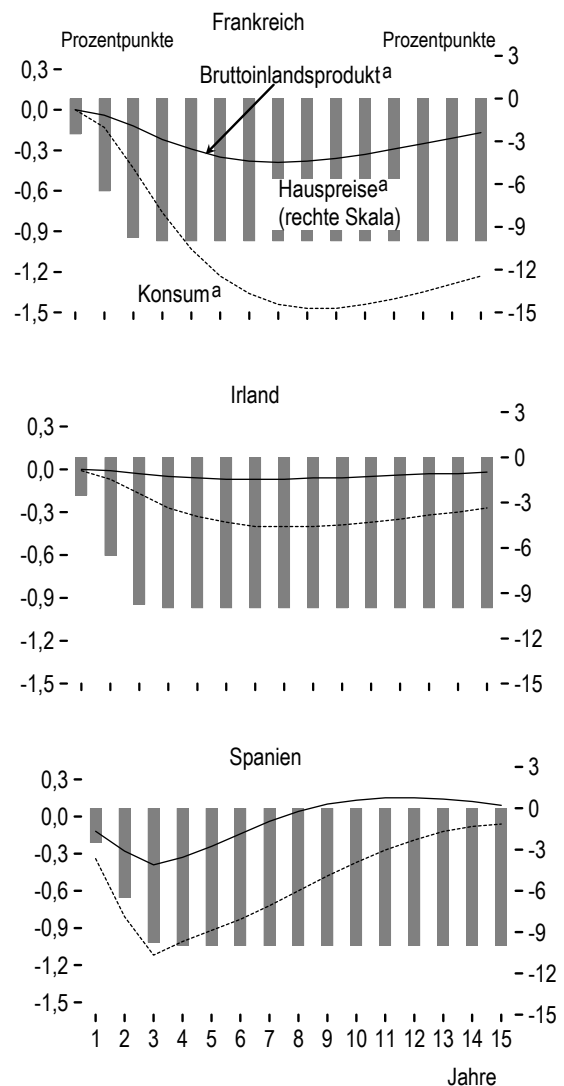 Frankreich
Prozentpunkte Prozentpunkte
0,3 3
Bruttoinlandsprodukta
0,0 0
-0,3 -3
-0,6 Hauspreisea -6
(rechte Skala)
-0,9 -9
-1,2 -12
Konsuma
-1,5 -15
Irland
0,3 3
0,0 0
-0,3 -3
-0,6 -6
-0,9 -9
-1,2 -12
-1,5 -15
Spanien
0,3 3
0,0 0
-0,3 -3
-0,6 -6
-0,9 -9
-1,2 -12
-1,5 -15
1 2 3 4 5 6 7 8 9 10 11 12 13 14 15
Jahre